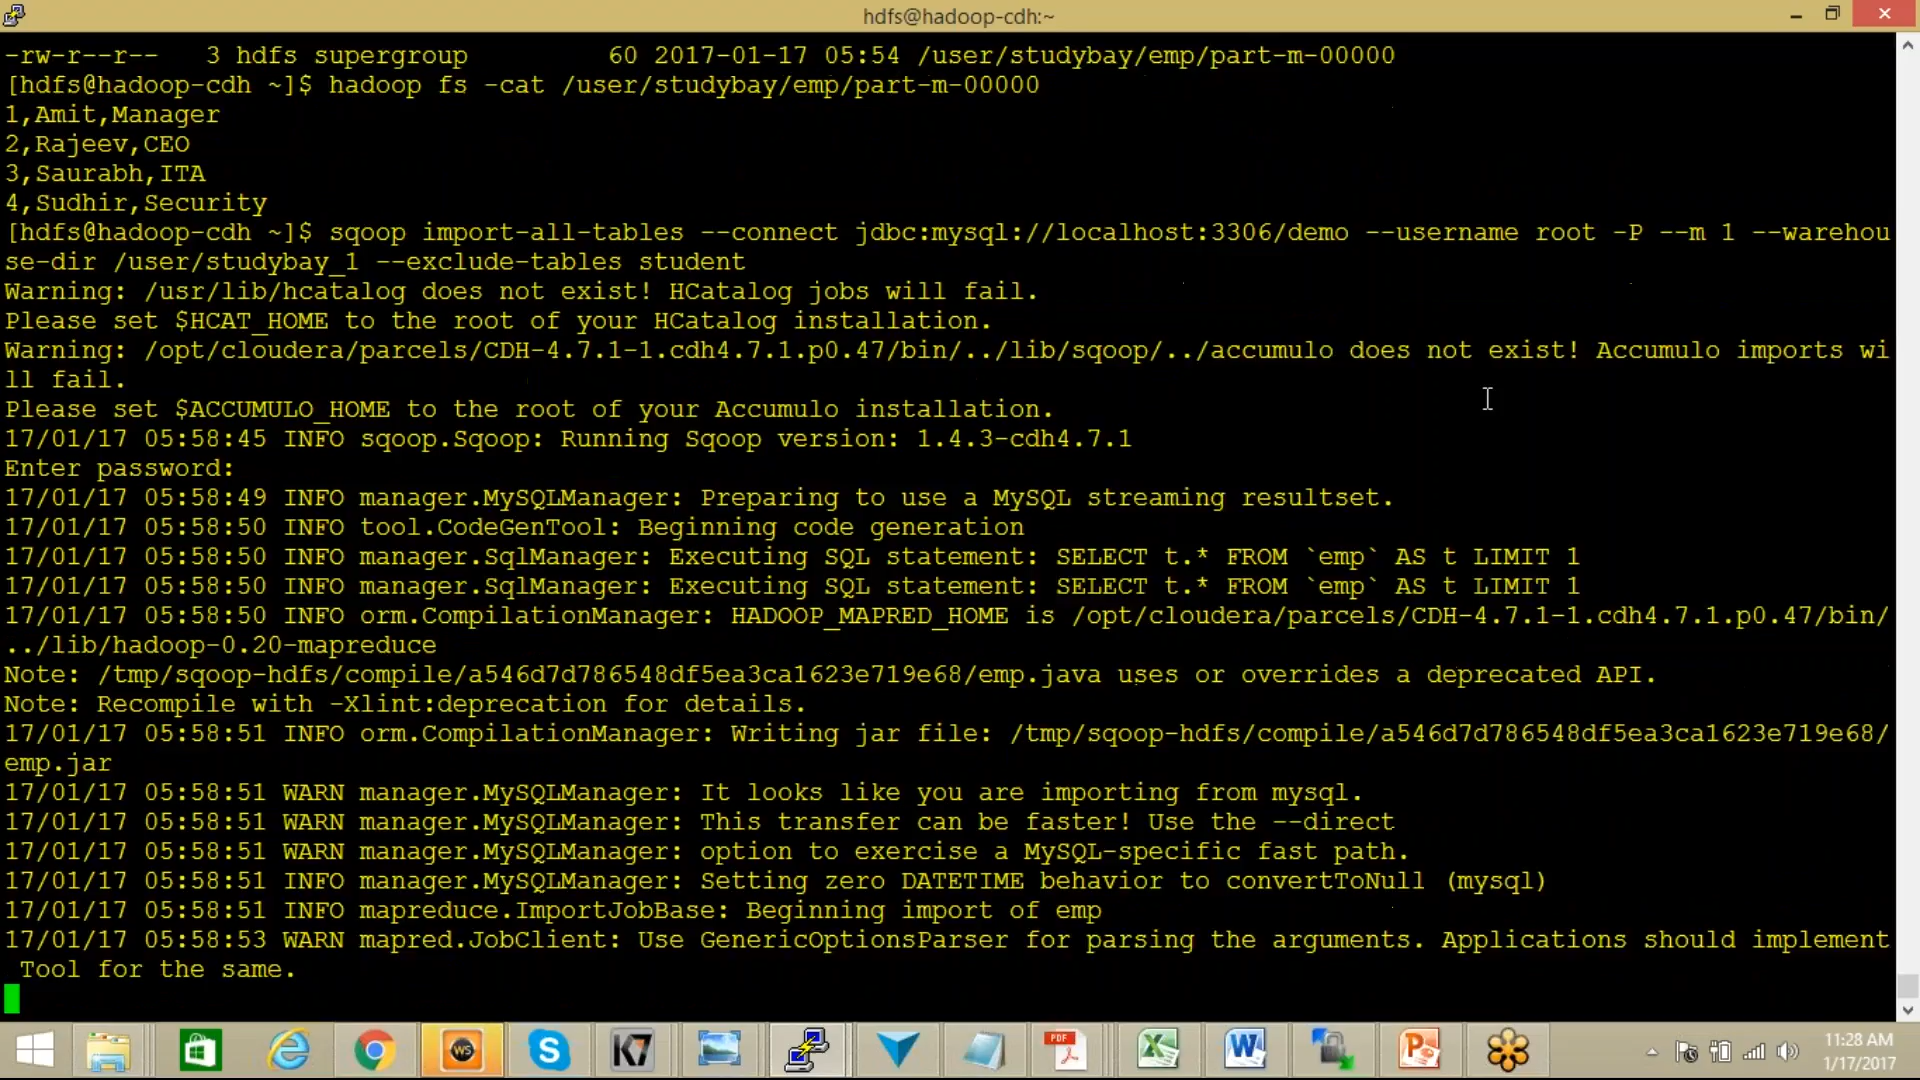 hdfs@hadoop-cdh:~
-rw-r--r--   3 hdfs supergroup         60 2017-01-17 05:54 /user/studybay/emp/part-m-00000
[hdfs@hadoop-cdh ~]$ hadoop fs -cat /user/studybay/emp/part-m-00000
1,Amit,Manager
2,Rajeev,CEO
3,Saurabh,ITA
4,Sudhir,Security
[hdfs@hadoop-cdh ~]$ sqoop import-all-tables --connect jdbc:mysql://localhost:3306/demo --username root -P --m 1 --warehou
se-dir /user/studybay_1 --exclude-tables student
Warning: /usr/lib/hcatalog does not exist! HCatalog jobs will fail.
Please set $HCAT_HOME to the root of your HCatalog installation.
Warning: /opt/cloudera/parcels/CDH-4.7.1-1.cdh4.7.1.p0.47/bin/../lib/sqoop/../accumulo does not exist! Accumulo imports wi
ll fail.
Please set $ACCUMULO_HOME to the root of your Accumulo installation.
17/01/17 05:58:45 INFO sqoop.Sqoop: Running Sqoop version: 1.4.3-cdh4.7.1
Enter password:
17/01/17 05:58:49 INFO manager.MySQLManager: Preparing to use a MySQL streaming resultset.
17/01/17 05:58:50 INFO tool.CodeGenTool: Beginning code generation
17/01/17 05:58:50 INFO manager.SqlManager: Executing SQL statement: SELECT t.* FROM `emp` AS t LIMIT 1
17/01/17 05:58:50 INFO manager.SqlManager: Executing SQL statement: SELECT t.* FROM `emp` AS t LIMIT 1
17/01/17 05:58:50 INFO orm.CompilationManager: HADOOP_MAPRED_HOME is /opt/cloudera/parcels/CDH-4.7.1-1.cdh4.7.1.p0.47/bin/
../lib/hadoop-0.20-mapreduce
Note: /tmp/sqoop-hdfs/compile/a546d7d786548df5ea3ca1623e719e68/emp.java uses or overrides a deprecated API.
Note: Recompile with -Xlint:deprecation for details.
17/01/17 05:58:51 INFO orm.CompilationManager: Writing jar file: /tmp/sqoop-hdfs/compile/a546d7d786548df5ea3ca1623e719e68/
emp.jar
17/01/17 05:58:51 WARN manager.MySQLManager: It looks like you are importing from mysql.
17/01/17 05:58:51 WARN manager.MySQLManager: This transfer can be faster! Use the --direct
17/01/17 05:58:51 WARN manager.MySQLManager: option to exercise a MySQL-specific fast path.
17/01/17 05:58:51 INFO manager.MySQLManager: Setting zero DATETIME behavior to convertToNull (mysql)
17/01/17 05:58:51 INFO mapreduce.ImportJobBase: Beginning import of emp
17/01/17 05:58:53 WARN mapred.JobClient: Use GenericOptionsParser for parsing the arguments. Applications should implement
 Tool for the same.
WS
K7
PDF
11:28 AM
1/17/2017